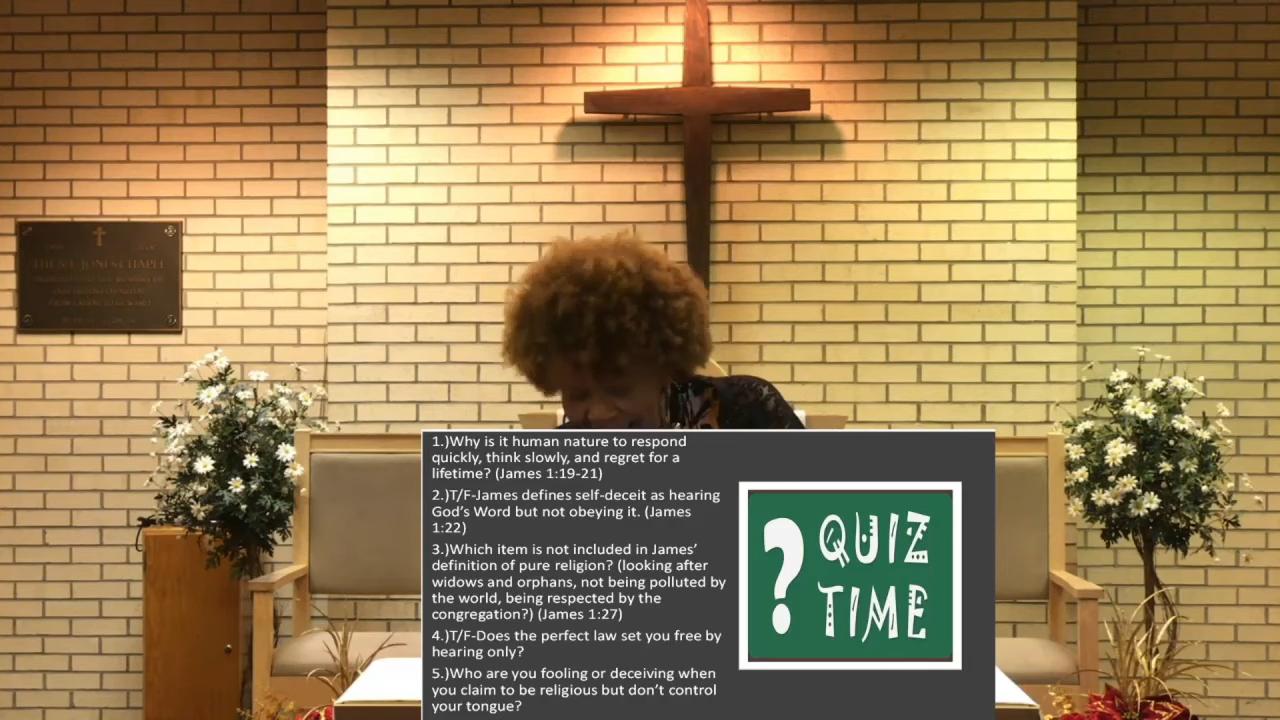 JONES CHAPEL
1.)Why is it human nature to respond
quickly, think slowly, and regret for a
lifetime? (James 1:19-21)
2.)T/F-James defines self-deceit as hearing
God’s Word but not obeying it. (James
1:22)
3.)Which item is not included in James’
definition of pure religion? (looking after
widows and orphans, not being polluted by
the world, being respected by the
congregation?) (James 1:27)
4.)T/F-Does the perfect law set you free by
hearing only?
5.)Who are you fooling or deceiving when
you claim to be religious but don’t control
your tongue?
? QUIZ
TIME